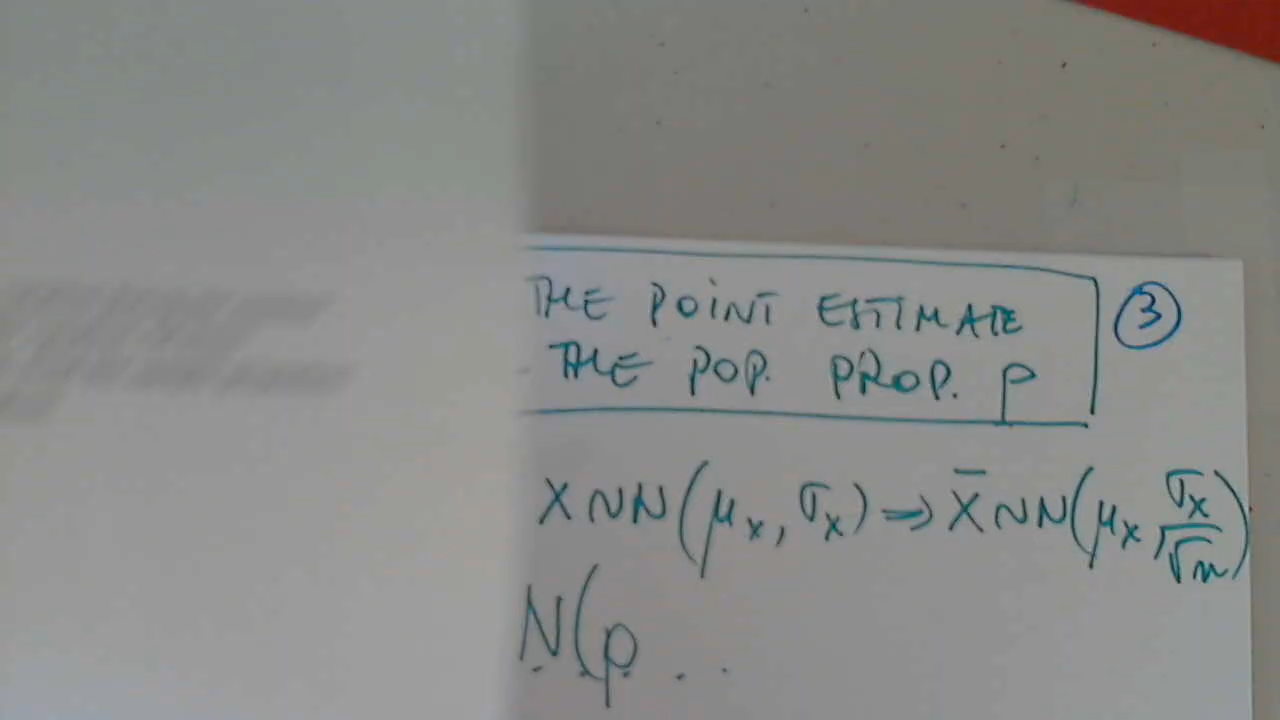 THE POINT ESTIMATE
THE POP. PROP. p
3
X ~ N(μx, σx) ⇒ X̄ ~ N(μx, σx/√n)
N(p ...